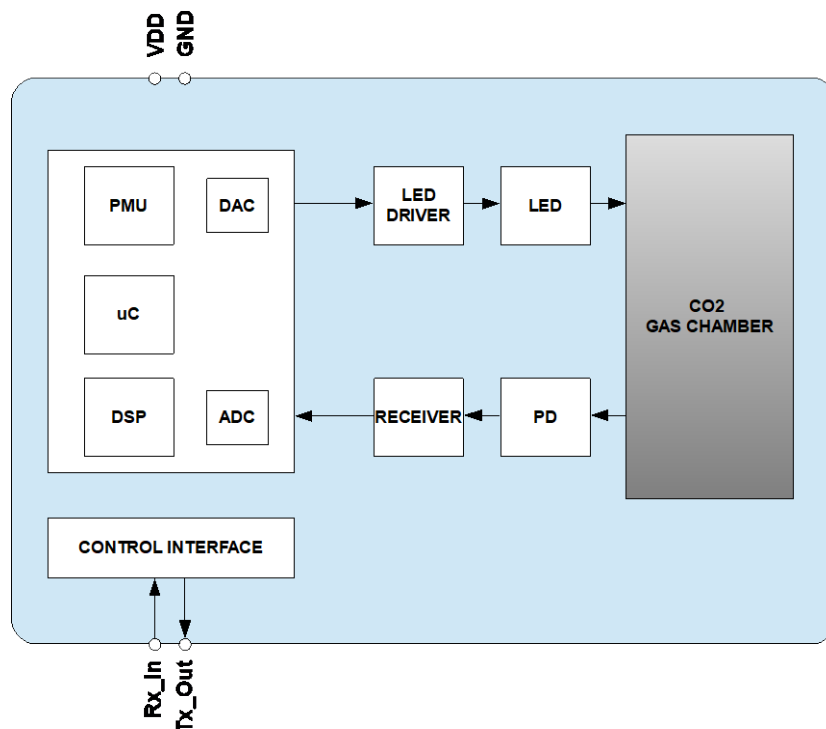 VDD
GND
PMU
DAC
LED
DRIVER
LED
uC
CO2
GAS CHAMBER
DSP
ADC
RECEIVER
PD
CONTROL INTERFACE
Rx_In
Tx_Out